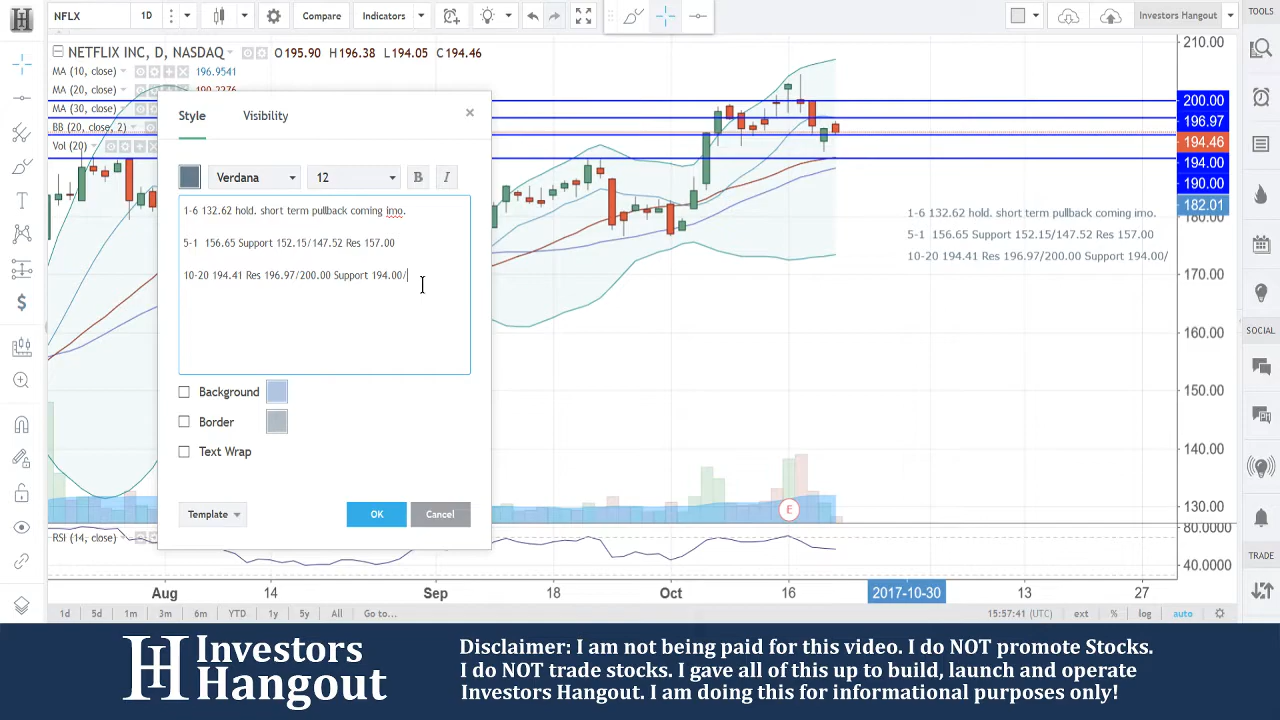 NFLX 1D Compare Indicators Investors Hangout TOOLS
NETFLIX INC, D, NASDAQ O195.90 H196.38 L194.05 C194.46
MA (10, close) 196.9541
MA (20, close) 190.2376
MA (30, close)
BB (20, close, 2)
Vol (20)
Style Visibility ×
Verdana 12 B I
1-6 132.62 hold. short term pullback coming imo.
5-1 156.65 Support 152.15/147.52 Res 157.00
10-20 194.41 Res 196.97/200.00 Support 194.00/
Background
Border
Text Wrap
Template OK Cancel
1-6 132.62 hold. short term pullback coming imo.
5-1 156.65 Support 152.15/147.52 Res 157.00
10-20 194.41 Res 196.97/200.00 Support 194.00/
E
210.00
200.00
196.97
194.46
194.00
190.00
182.01
180.00
170.00
160.00
150.00
140.00
130.00
80.0000
40.0000
SOCIAL
TRADE
RSI (14, close)
Aug 14 Sep 18 Oct 16 2017-10-30 13 27
1d 5d 1m 3m 6m YTD 1y 5y All Go to... 15:57:41 (UTC) ext % log auto
H Investors
Hangout
Disclaimer: I am not being paid for this video. I do NOT promote Stocks.
I do NOT trade stocks. I gave all of this up to build, launch and operate
Investors Hangout. I am doing this for informational purposes only!